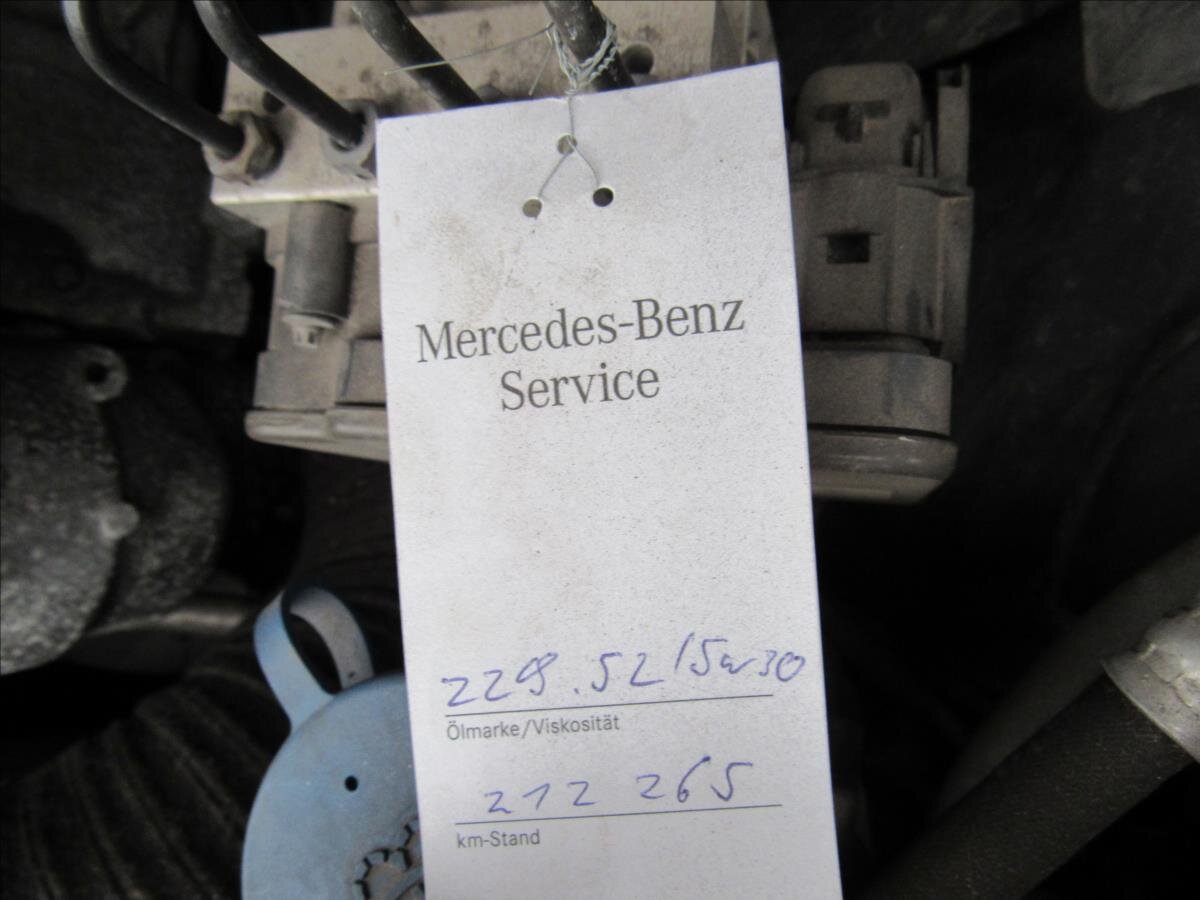 Mercedes-Benz
Service
229.52 / 5w30
Ölmarke/Viskosität
212 265
km-Stand